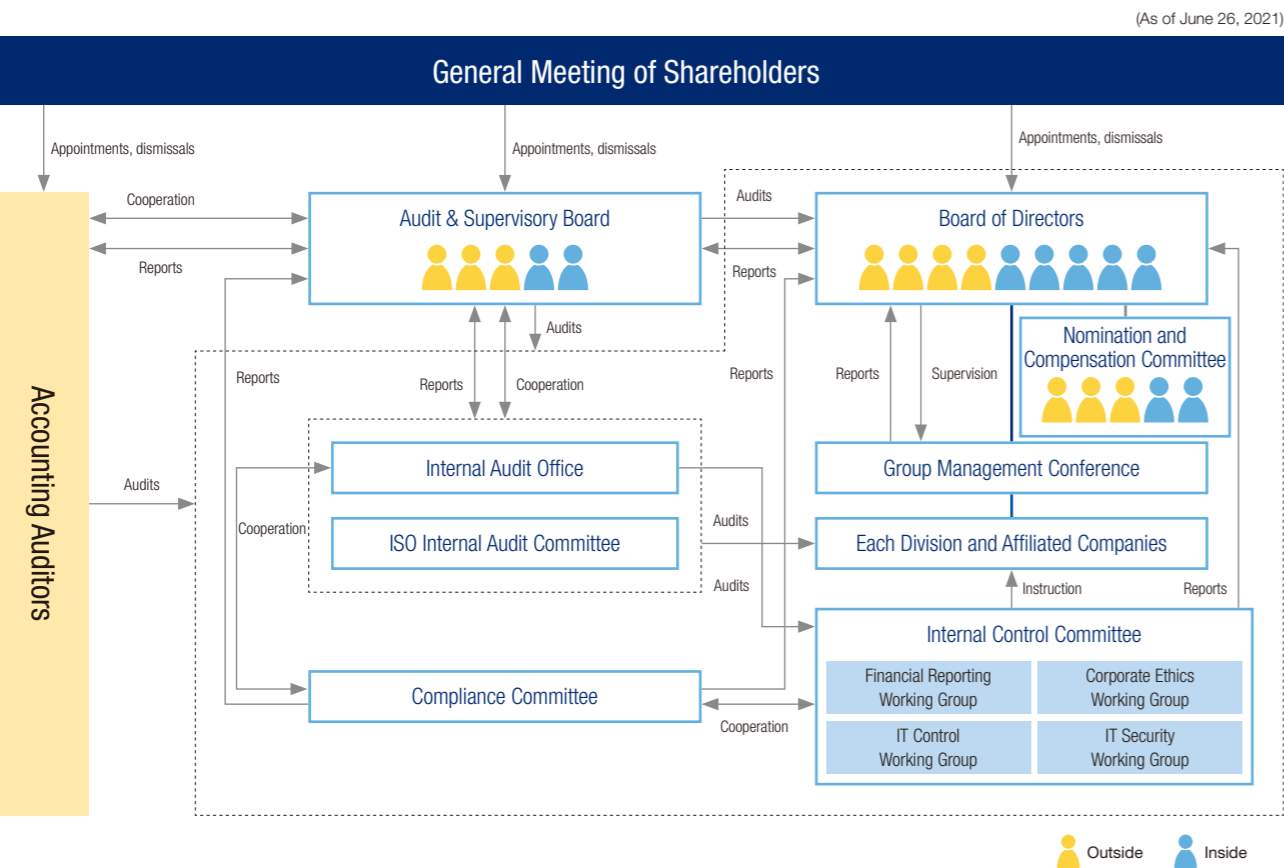 (As of June 26, 2021)
General Meeting of Shareholders
Appointments, dismissals
Appointments, dismissals
Appointments, dismissals
Accounting Auditors
Cooperation
Reports
Audit & Supervisory Board
Audits
Reports
Board of Directors
Audits
Reports
Reports
Cooperation
Reports
Reports
Supervision
Nomination and
Compensation Committee
Internal Audit Office
Group Management Conference
Audits
Cooperation
ISO Internal Audit Committee
Audits
Each Division and Affiliated Companies
Audits
Instruction
Reports
Internal Control Committee
Financial Reporting
Working Group
Corporate Ethics
Working Group
IT Control
Working Group
IT Security
Working Group
Compliance Committee
Cooperation
Outside
Inside